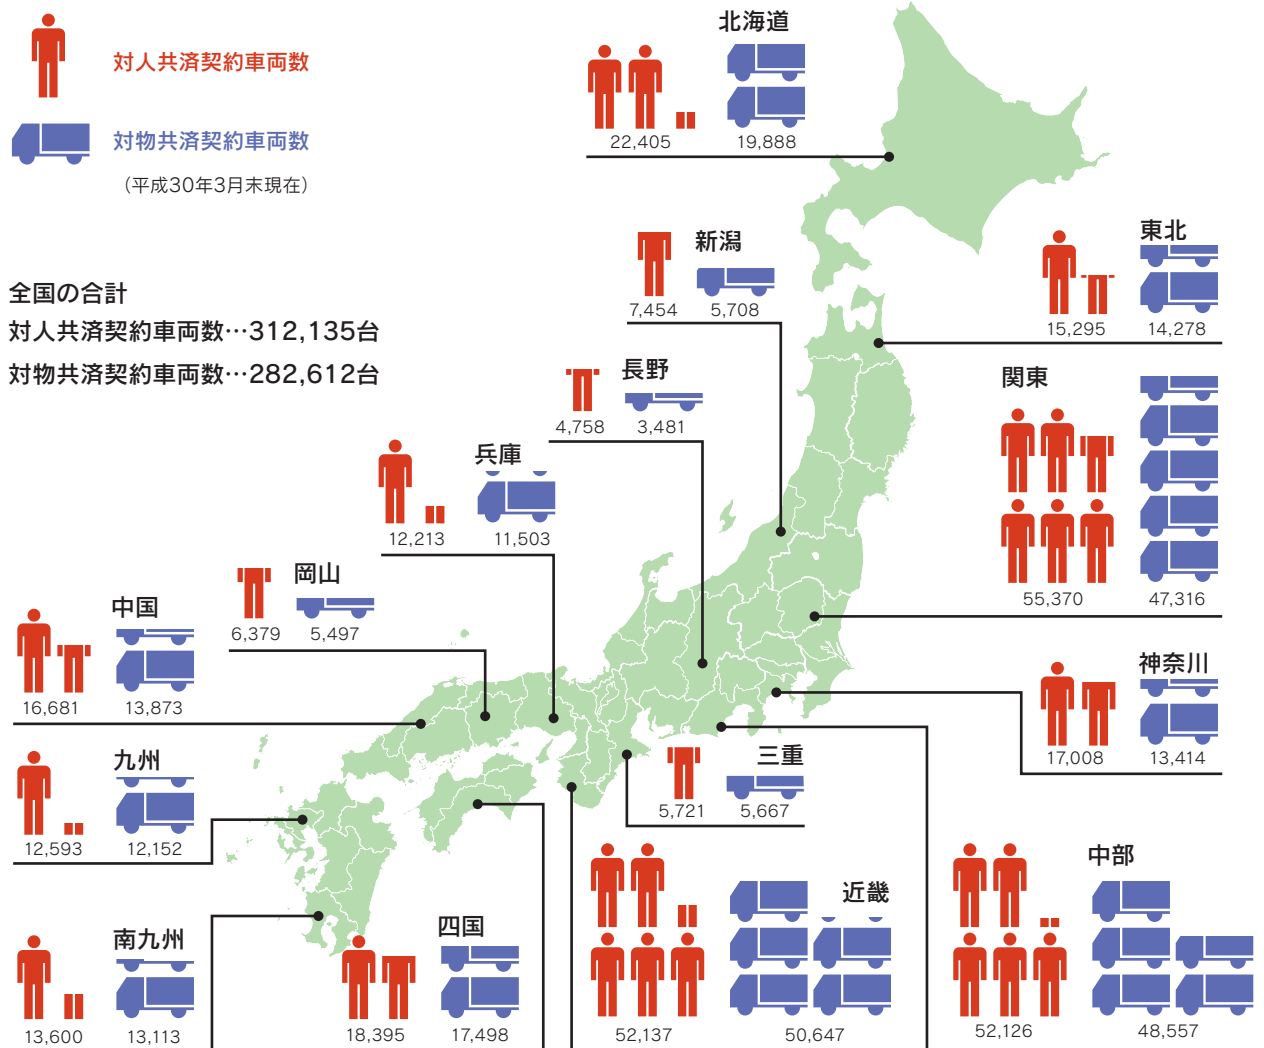 対人共済契約車両数
対物共済契約車両数
（平成30年3月末現在）
全国の合計
対人共済契約車両数…312,135台
対物共済契約車両数…282,612台
北海道
22,405 19,888
新潟
7,454 5,708
東北
15,295 14,278
長野
4,758 3,481
関東
55,370 47,316
兵庫
12,213 11,503
岡山
6,379 5,497
中国
16,681 13,873
神奈川
17,008 13,414
九州
12,593 12,152
三重
5,721 5,667
南九州
13,600 13,113
四国
18,395 17,498
近畿
52,137 50,647
中部
52,126 48,557